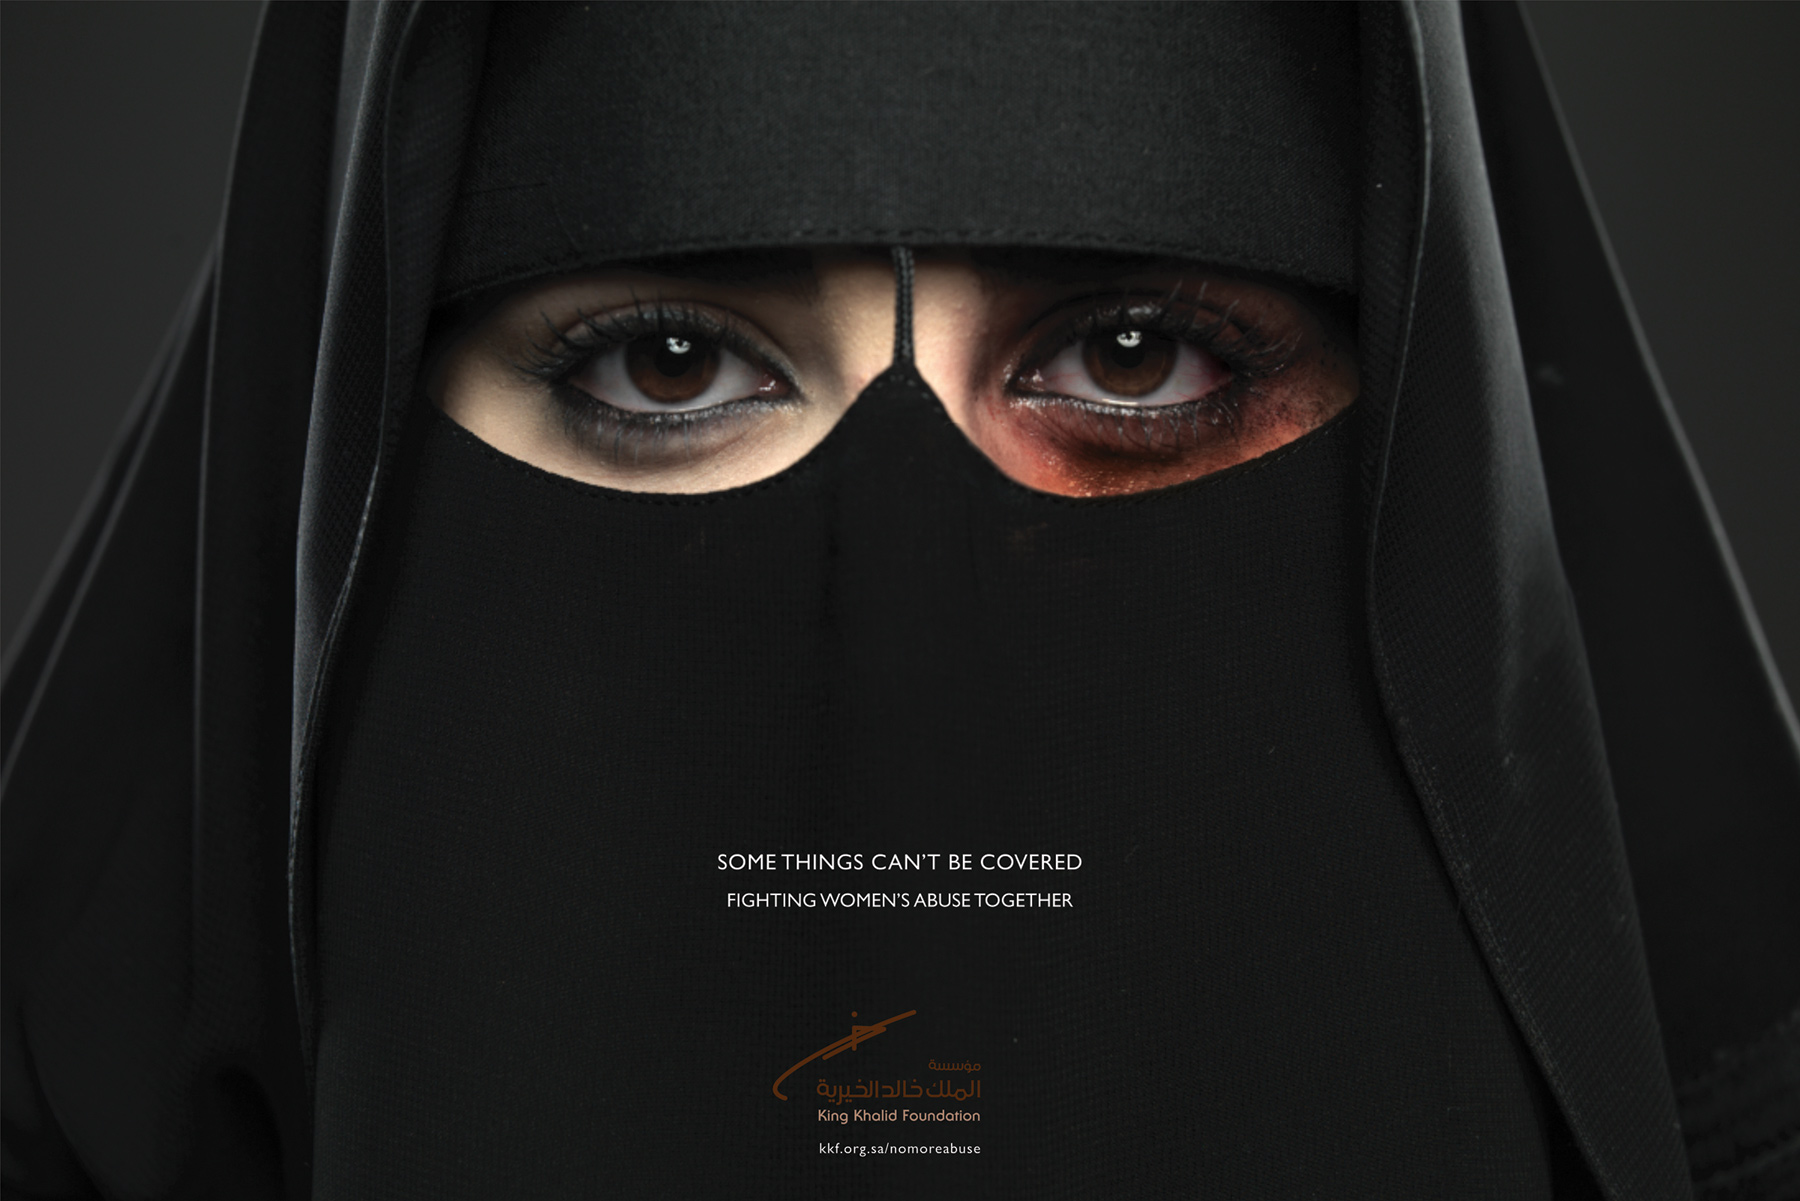 SOME THINGS CAN'T BE COVERED
FIGHTING WOMEN'S ABUSE TOGETHER
مؤسسة
الملك خالد الخيرية
King Khalid Foundation
kkf.org.sa/nomoreabuse